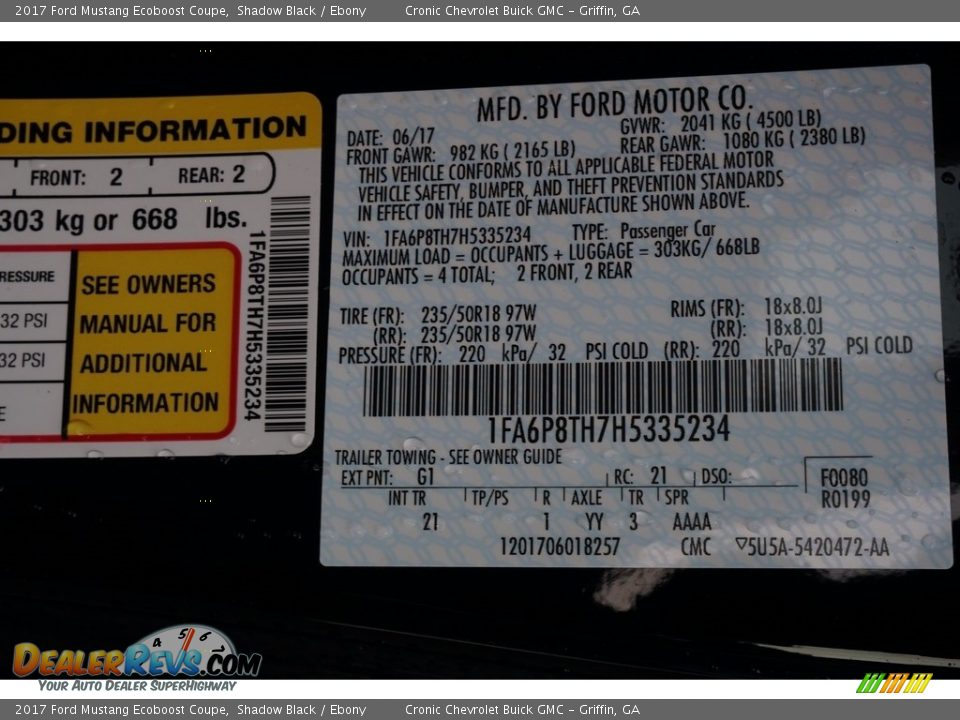 2017 Ford Mustang Ecoboost Coupe, Shadow Black / Ebony Cronic Chevrolet Buick GMC – Griffin, GA
DING INFORMATION
FRONT: 2 REAR: 2
303 kg or 668 lbs.
RESSURE
32 PSI
32 PSI
E
SEE OWNERS
MANUAL FOR
ADDITIONAL
INFORMATION
1FA6P8TH7H5335234
MFD. BY FORD MOTOR CO.
DATE: 06/17 GVWR: 2041 KG ( 4500 LB)
FRONT GAWR: 982 KG ( 2165 LB) REAR GAWR: 1080 KG ( 2380 LB)
THIS VEHICLE CONFORMS TO ALL APPLICABLE FEDERAL MOTOR
VEHICLE SAFETY, BUMPER, AND THEFT PREVENTION STANDARDS
IN EFFECT ON THE DATE OF MANUFACTURE SHOWN ABOVE.
VIN: 1FA6P8TH7H5335234 TYPE: Passenger Car
MAXIMUM LOAD = OCCUPANTS + LUGGAGE = 303KG/ 668LB
OCCUPANTS = 4 TOTAL; 2 FRONT, 2 REAR
TIRE (FR): 235/50R18 97W RIMS (FR): 18x8.0J
(RR): 235/50R18 97W (RR): 18x8.0J
PRESSURE (FR): 220 kPa/ 32 PSI COLD (RR): 220 kPa/ 32 PSI COLD
1FA6P8TH7H5335234
TRAILER TOWING - SEE OWNER GUIDE
EXT PNT: G1 RC: 21 DSO: F0080
INT TR TP/PS R AXLE TR SPR R0199
21 1 YY 3 AAAA
1201706018257 CMC ▽5U5A-5420472-AA
4 5 6
DEALERREVS.COM
YOUR AUTO DEALER SUPERHIGHWAY
2017 Ford Mustang Ecoboost Coupe, Shadow Black / Ebony Cronic Chevrolet Buick GMC – Griffin, GA